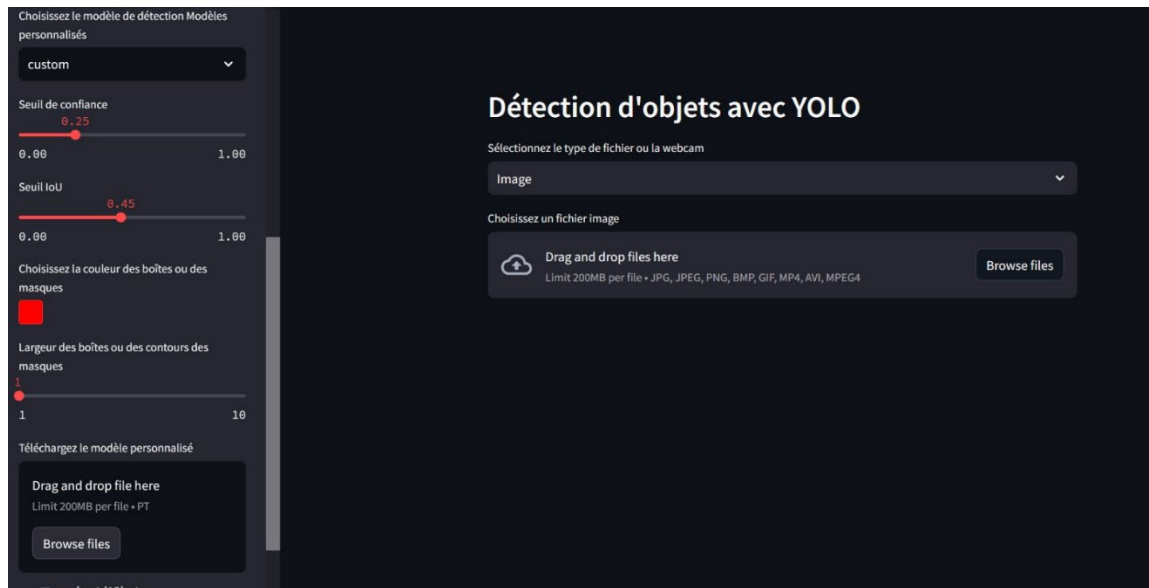 Choisissez le modèle de détection Modèles
personnalisés
custom
Seuil de confiance
0.25
0.00 1.00
Seuil IoU
0.45
0.00 1.00
Choisissez la couleur des boîtes ou des
masques
Largeur des boîtes ou des contours des
masques
1
1 10
Téléchargez le modèle personnalisé
Drag and drop file here
Limit 200MB per file • PT
Browse files
Détection d'objets avec YOLO
Sélectionnez le type de fichier ou la webcam
Image
Choisissez un fichier image
Drag and drop files here
Limit 200MB per file • JPG, JPEG, PNG, BMP, GIF, MP4, AVI, MPEG4
Browse files